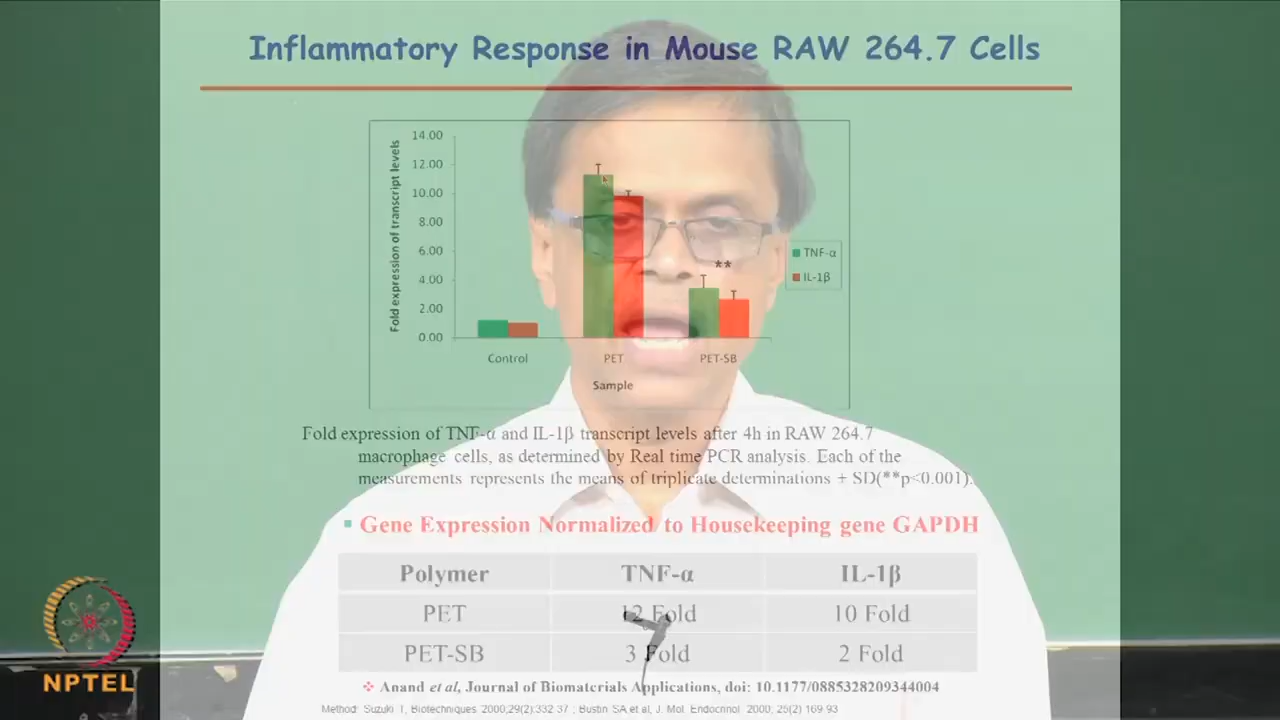 Inflammatory Response in Mouse RAW 264.7 Cells
14.00
12.00
10.00
8.00
6.00
4.00
2.00
0.00
Fold expression of transcript levels
**
TNF-α
IL-1β
Control PET PET-SB
Sample
Fold expression of TNF-α and IL-1β transcript levels after 4h in RAW 264.7
macrophage cells, as determined by Real time PCR analysis. Each of the
measurements represents the means of triplicate determinations + SD(**p<0.001).
Gene Expression Normalized to Housekeeping gene GAPDH
Polymer TNF-α IL-1β
PET 12 Fold 10 Fold
PET-SB 3 Fold 2 Fold
Anand et al, Journal of Biomaterials Applications, doi: 10.1177/0885328209344004
Method: Suzuki T, Biotechniques 2000;29(2):332-37 ; Bustin SA et al, J. Mol. Endocrinol. 2000; 25(2) 169-93
NPTEL